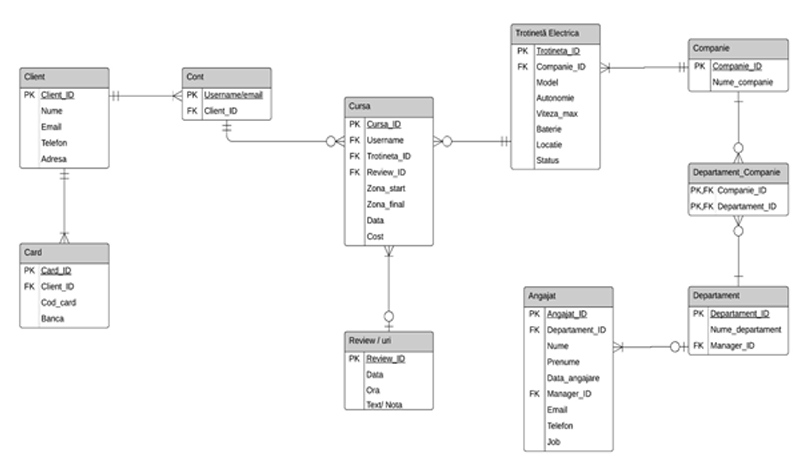 Client
PK Client_ID
Nume
Email
Telefon
Adresa
Cont
PK Username/email
FK Client_ID
Cursa
PK Cursa_ID
FK Username
FK Trotineta_ID
FK Review_ID
Zona_start
Zona_final
Data
Cost
Trotinetă Electrica
PK Trotineta_ID
FK Companie_ID
Model
Autonomie
Viteza_max
Baterie
Locatie
Status
Companie
PK Companie_ID
Nume_companie
Departament_Companie
PK,FK Companie_ID
PK,FK Departament_ID
Card
PK Card_ID
FK Client_ID
Cod_card
Banca
Review / uri
PK Review_ID
Data
Ora
Text/ Nota
Angajat
PK Angajat_ID
FK Departament_ID
Nume
Prenume
Data_angajare
FK Manager_ID
Email
Telefon
Job
Departament
PK Departament_ID
Nume_departament
FK Manager_ID